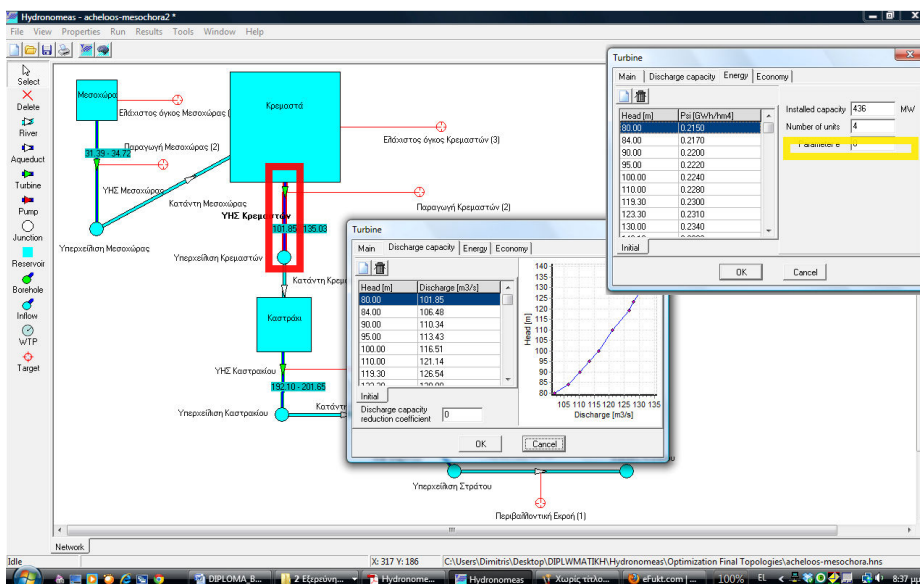 Hydronomeas - acheloos-mesochora2 *
File View Properties Run Results Tools Window Help
Select
Delete
River
Aqueduct
Turbine
Pump
Junction
Reservoir
Borehole
Inflow
WTP
Target
Μεσοχώρα
Ελάχιστος όγκος Μεσοχώρας (
31.39 - 34.72
Παραγωγή Μεσοχώρας (2)
ΥΗΣ Μεσοχώρας
Κατάντη Μεσοχώρας
Υπερχείλιση Μεσοχώρας
Κρεμαστά
Ελάχιστος όγκος Κρεμαστών (3)
Παραγωγή Κρεμαστών (2)
ΥΗΣ Κρεμαστών
101.85 - 135.03
Υπερχείλιση Κρεμαστών
Κατάντη Κρεμ
Καστράκι
ΥΗΣ Καστρακίου
192.10 - 201.65
Υπερχείλιση Καστρακίου
Κατάντ
Υπερχείλιση Στράτου
Περιβαλλοντική Εκροή (1)
Turbine
Main Discharge capacity Energy Economy
Head [m] Discharge [m3/s]
80.00 101.85
84.00 106.48
90.00 110.34
95.00 113.43
100.00 116.51
110.00 121.14
119.30 126.54
Initial
Discharge capacity
reduction coefficient 0
OK Cancel
140
135
130
125
120
115
110
105
100
95
90
85
80
Head [m]
105 110 115 120 125 130 135
Discharge [m3/s]
Turbine
Main Discharge capacity Energy Economy
Head [m] Psi [GWh/hm4]
80.00 0.2150
84.00 0.2170
90.00 0.2200
95.00 0.2220
100.00 0.2240
110.00 0.2280
119.30 0.2300
123.30 0.2310
130.00 0.2340
Initial
Installed capacity 436 MW
Number of units 4
Parameter e 0
OK Cancel
Network
Idle
X: 317 Y: 186
C:\Users\Dimitris\Desktop\DIPLWMATIKH\Hydronomeas\Optimization Final Topologies\acheloos-mesochora.hns
DIPLOMA_B...
2 Εξερεύνη...
Hydronome...
Hydronomeas
Χωρίς τίτλο...
eFukt.com | ...
100%
EL
8:37 μμ